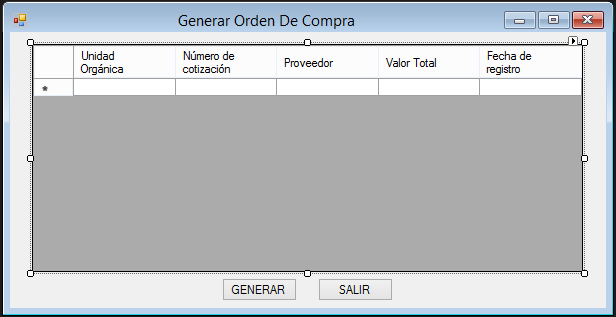 Generar Orden De Compra
Unidad Orgánica
Número de cotización
Proveedor
Valor Total
Fecha de registro
*
GENERAR
SALIR